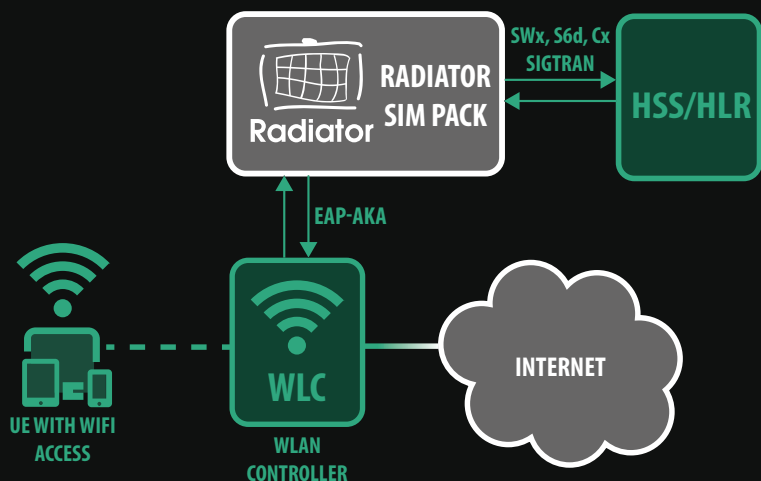 SWx, S6d, Cx
SIGTRAN
RADIATOR
SIM PACK
Radiator
HSS/HLR
EAP-AKA
WLC
INTERNET
UE WITH WIFI
ACCESS
WLAN
CONTROLLER